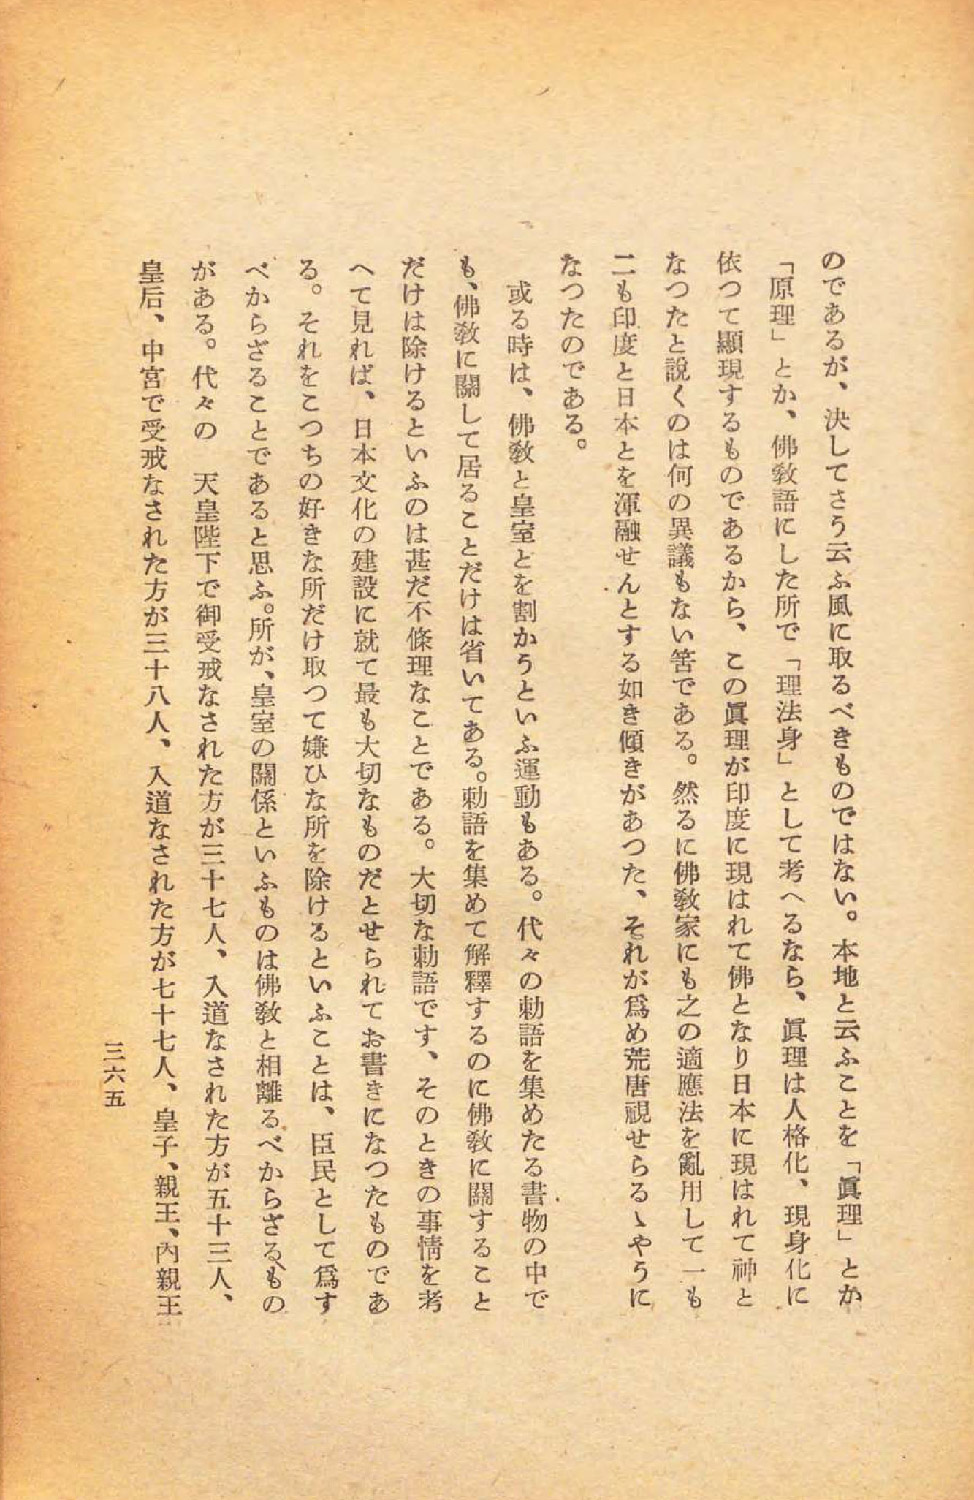 のであるが、決してさう云ふ風に取るべきものではない。本地と云ふことを「眞理」とか
「原理」とか、佛敎語にした所で「理法身」として考へるなら、眞理は人格化、現身化に
依つて顯現するものであるから、この眞理が印度に現はれて佛となり日本に現はれて神と
なつたと說くのは何の異議もない筈である。然るに佛敎家にも之の適應法を亂用して一も
二も印度と日本とを渾融せんとする如き傾きがあつた、それが爲め荒唐視せらるゝやうに
なつたのである。
或る時は、佛敎と皇室とを割かうといふ運動もある。代々の勅語を集めたる書物の中で
も、佛敎に關して居ることだけは省いてある。勅語を集めて解釋するのに佛敎に關すること
だけは除けるといふのは甚だ不條理なことである。大切な勅語です、そのときの事情を考
へて見れば、日本文化の建設に就て最も大切なものだとせられてお書きになつたものであ
る。それをこつちの好きな所だけ取つて嫌ひな所を除けるといふことは、臣民として爲す
べからざることであると思ふ。所が、皇室の關係といふものは佛敎と相離るべからざるもの
がある。代々の　天皇陛下で御受戒なされた方が三十七人、入道なされた方が五十三人、
皇后、中宮で受戒なされた方が三十八人、入道なされた方が七十七人、皇子、親王、內親王
三六五